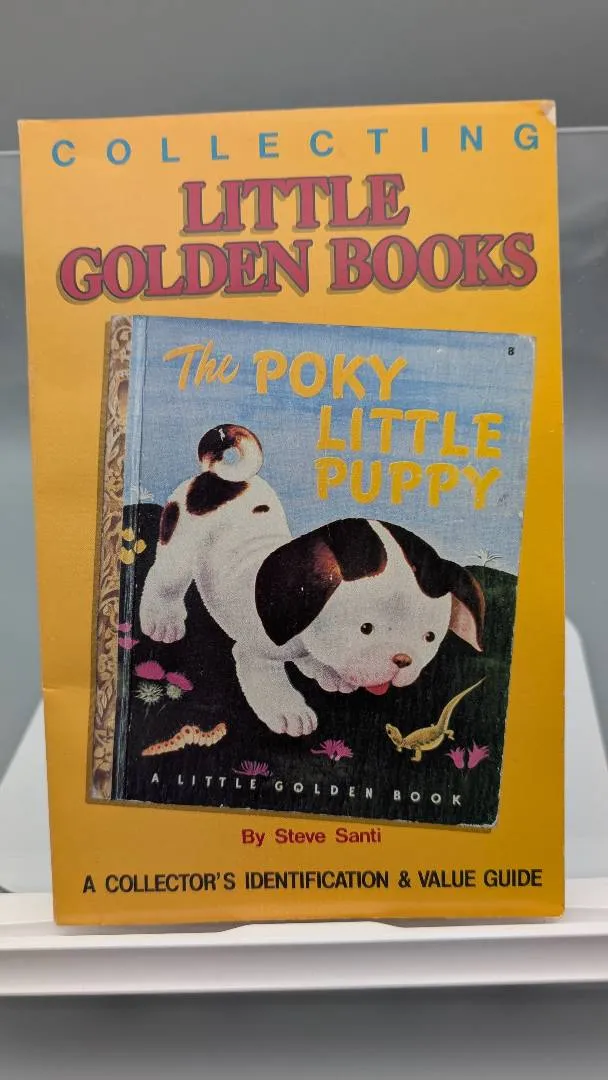 COLLECTING
LITTLE
GOLDEN BOOKS
8
The POKY
LITTLE
PUPPY
A LITTLE GOLDEN BOOK
By Steve Santi
A COLLECTOR'S IDENTIFICATION & VALUE GUIDE